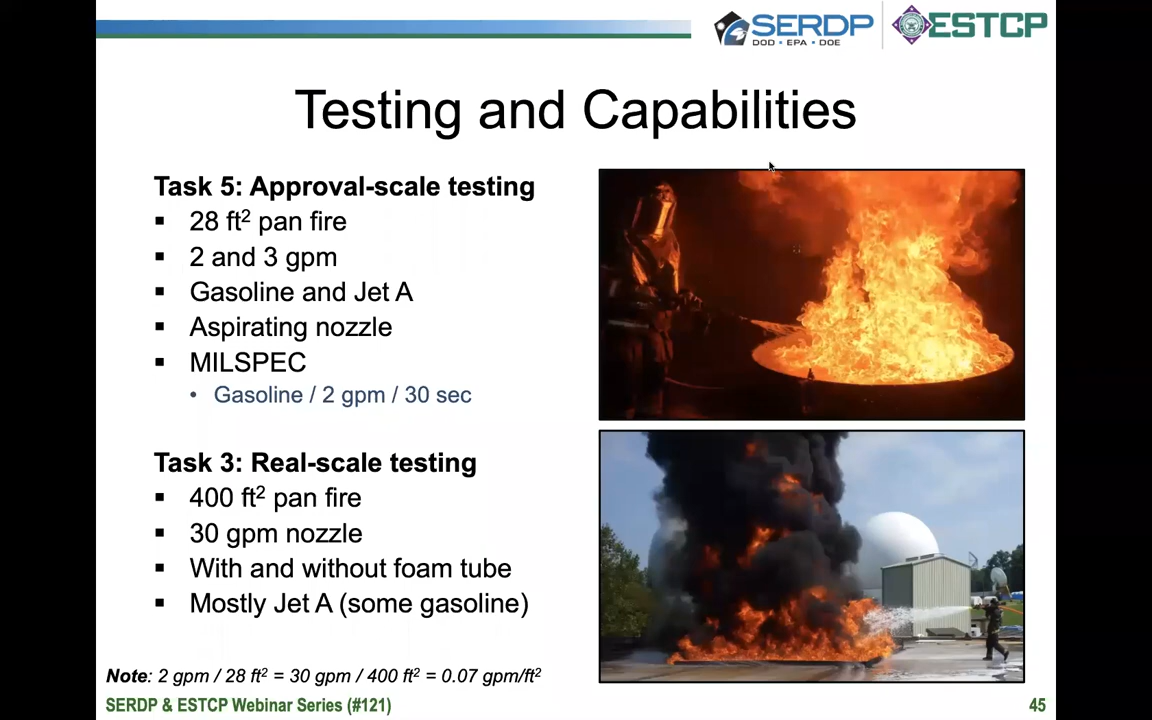 SERDP
DOD • EPA • DOE
ESTCP
Testing and Capabilities
Task 5: Approval-scale testing
▪ 28 ft² pan fire
▪ 2 and 3 gpm
▪ Gasoline and Jet A
▪ Aspirating nozzle
▪ MILSPEC
• Gasoline / 2 gpm / 30 sec
Task 3: Real-scale testing
▪ 400 ft² pan fire
▪ 30 gpm nozzle
▪ With and without foam tube
▪ Mostly Jet A (some gasoline)
Note: 2 gpm / 28 ft² = 30 gpm / 400 ft² = 0.07 gpm/ft²
SERDP & ESTCP Webinar Series (#121)
45